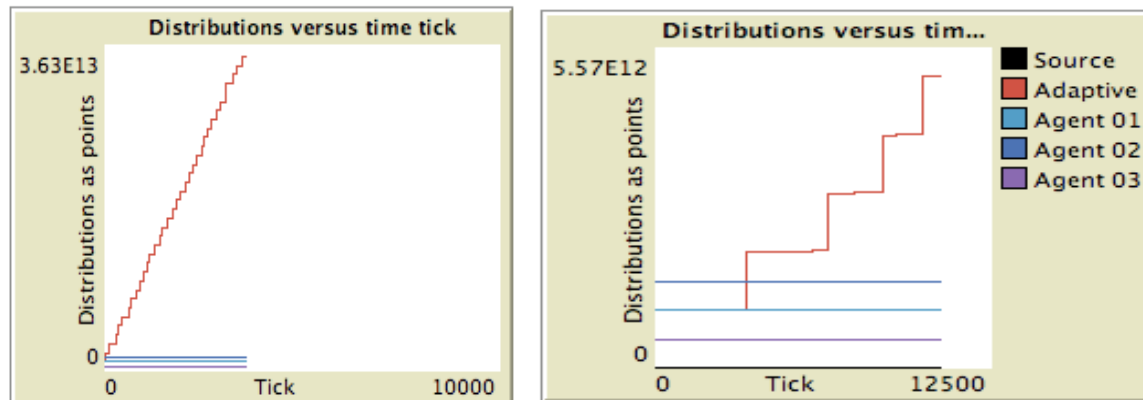 Distributions versus time tick
3.63E13
Distributions as points
0
0
Tick
10000
Distributions versus tim...
5.57E12
Distributions as points
0
0
Tick
12500
Source
Adaptive
Agent 01
Agent 02
Agent 03